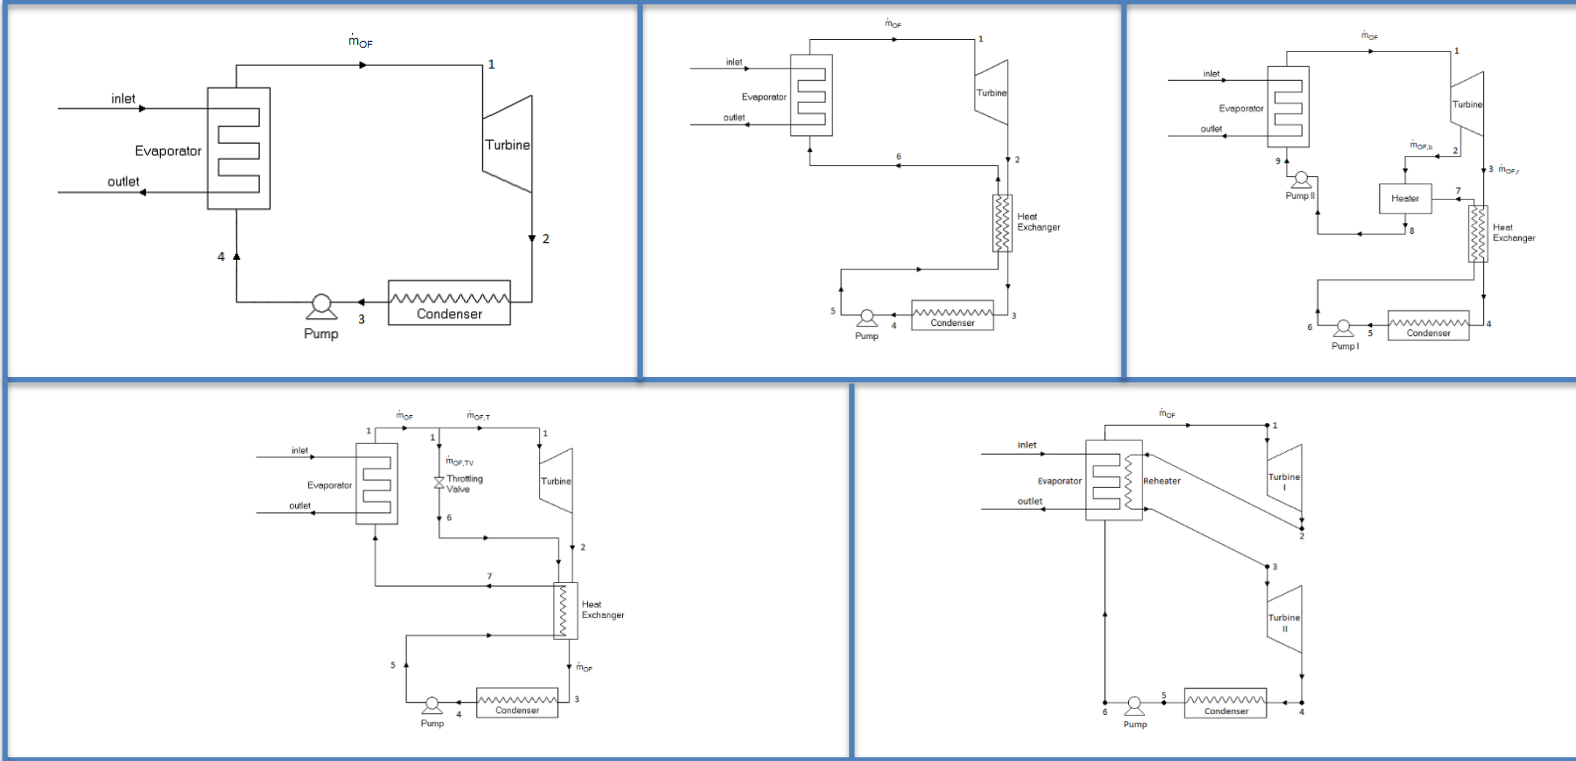 ṁOF
1
inlet
Evaporator
Turbine
outlet
2
4
3
Condenser
Pump
ṁOF
1
inlet
Evaporator
Turbine
outlet
6
2
Heat
Exchanger
5
4
3
Condenser
Pump
ṁOF
1
inlet
Evaporator
Turbine
outlet
ṁOF,b
2
9
3 ṁOF,r
Pump II
Heater
7
8
Heat
Exchanger
6
5
4
Condenser
Pump I
ṁOF
ṁOF,T
1
1
1
inlet
ṁOF,TV
Evaporator
Throttling
Valve
Turbine
outlet
6
2
7
Heat
Exchanger
5
ṁOF
4
3
Condenser
Pump
ṁOF
1
inlet
Evaporator
Reheater
Turbine
I
outlet
2
3
Turbine
II
6
5
4
Condenser
Pump